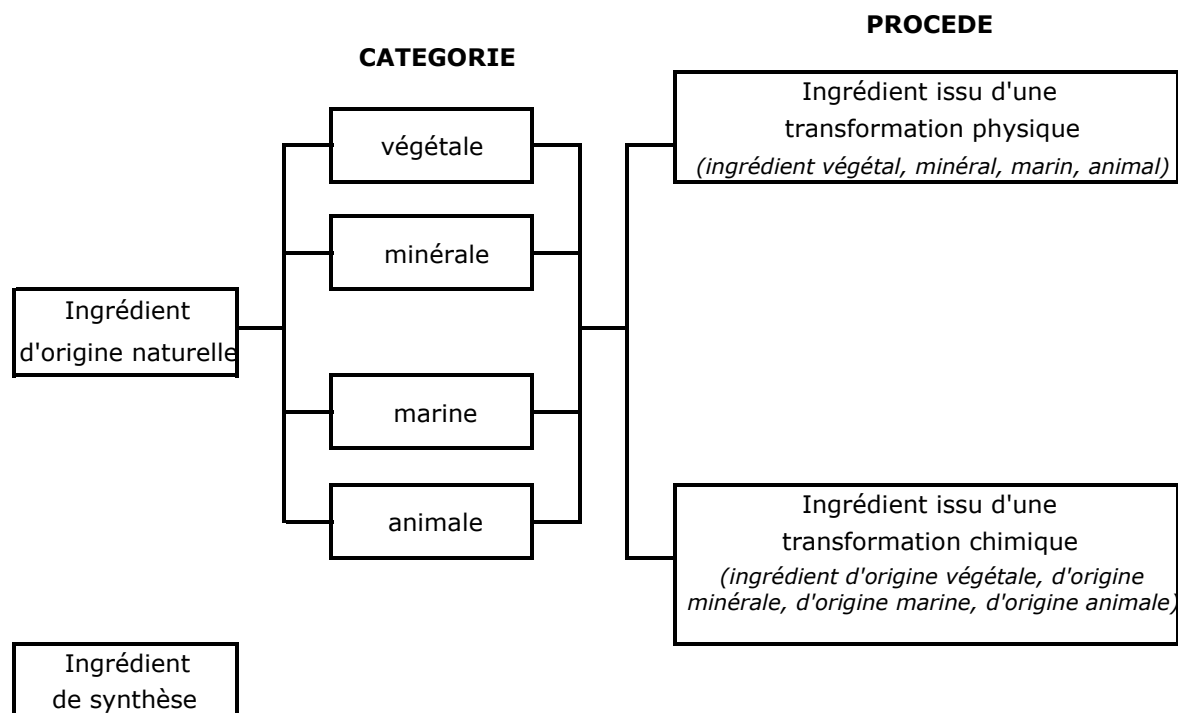 PROCEDE
CATEGORIE
Ingrédient issu d'une
transformation physique
(ingrédient végétal, minéral, marin, animal)
végétale
minérale
Ingrédient
d'origine naturelle
marine
animale
Ingrédient issu d'une
transformation chimique
(ingrédient d'origine végétale, d'origine
minérale, d'origine marine, d'origine animale)
Ingrédient
de synthèse